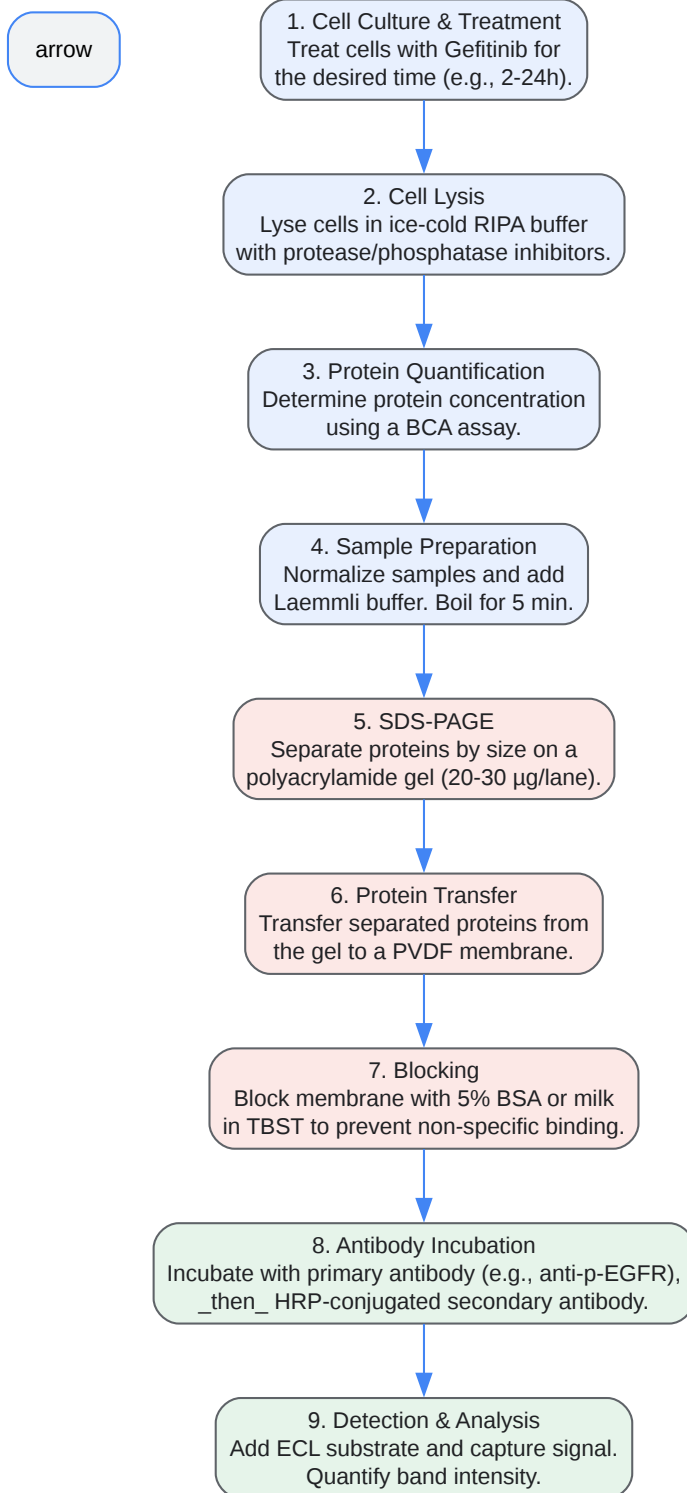 arrow
1. Cell Culture & Treatment
Treat cells with Gefitinib for
the desired time (e.g., 2-24h).
2. Cell Lysis
Lyse cells in ice-cold RIPA buffer
with protease/phosphatase inhibitors.
3. Protein Quantification
Determine protein concentration
using a BCA assay.
4. Sample Preparation
Normalize samples and add
Laemmli buffer. Boil for 5 min.
5. SDS-PAGE
Separate proteins by size on a
polyacrylamide gel (20-30 µg/lane).
6. Protein Transfer
Transfer separated proteins from
the gel to a PVDF membrane.
7. Blocking
Block membrane with 5% BSA or milk
in TBST to prevent non-specific binding.
8. Antibody Incubation
Incubate with primary antibody (e.g., anti-p-EGFR),
_then_ HRP-conjugated secondary antibody.
9. Detection & Analysis
Add ECL substrate and capture signal.
Quantify band intensity.